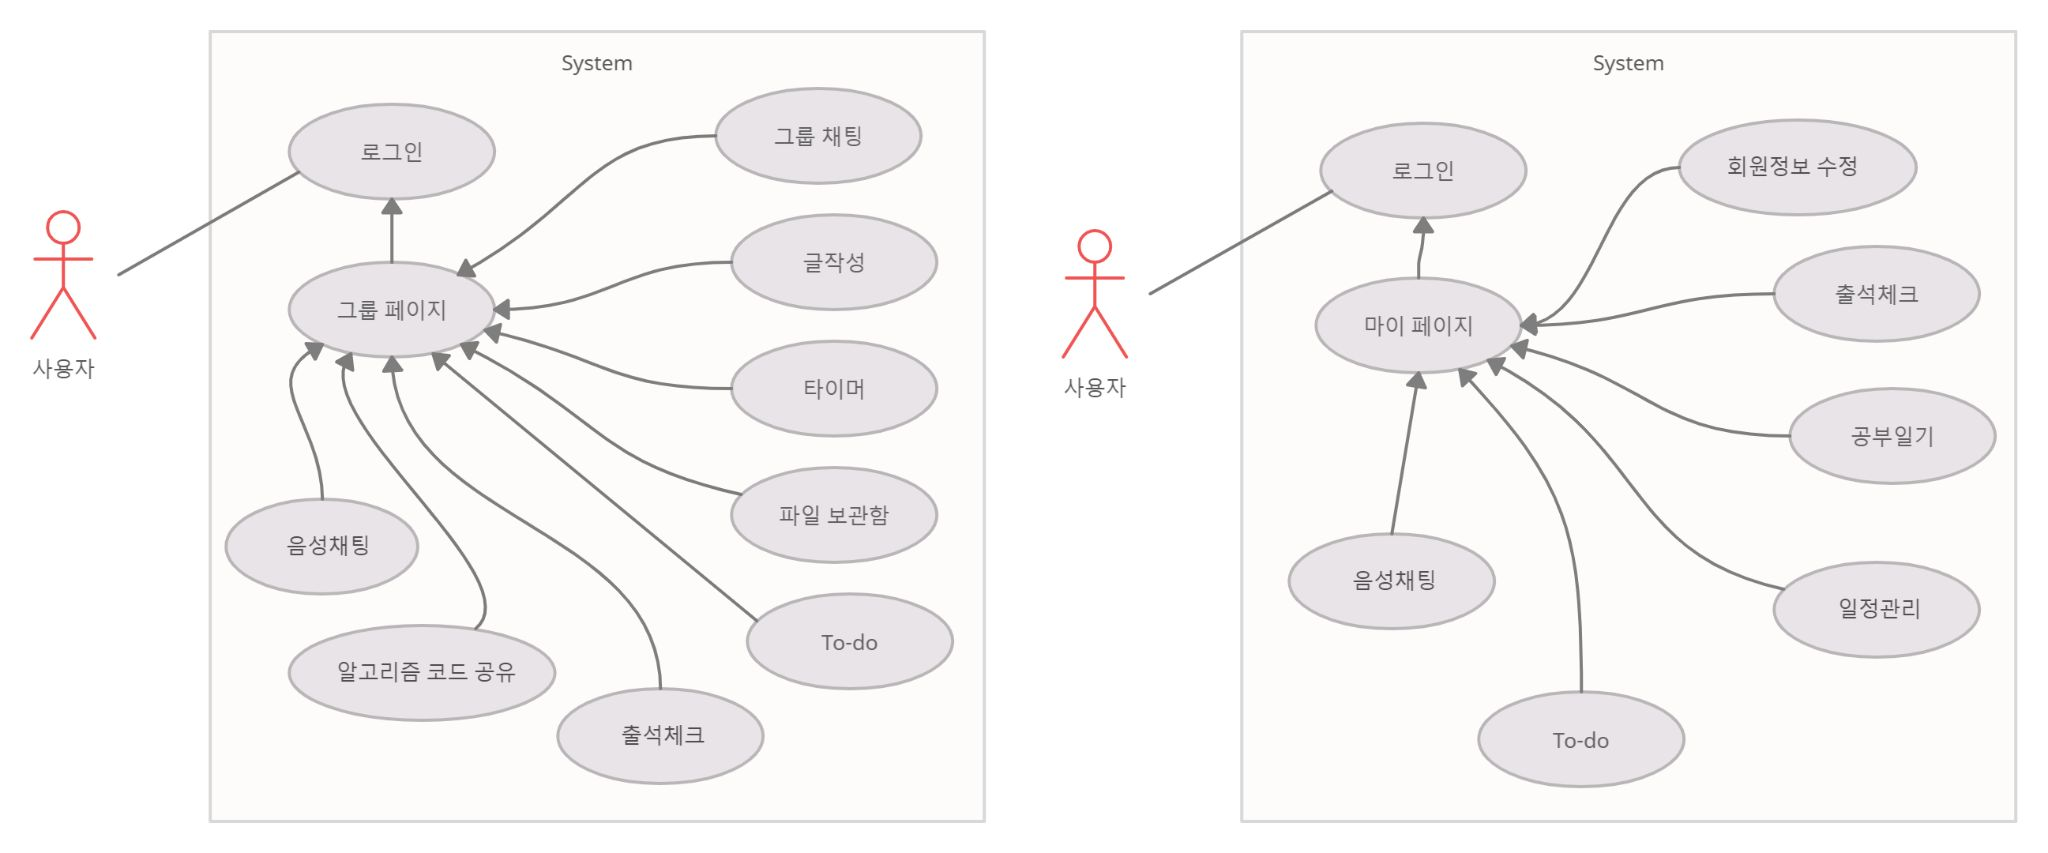 System
로그인
그룹 채팅
글작성
사용자
그룹 페이지
타이머
파일 보관함
음성채팅
To-do
알고리즘 코드 공유
출석체크
System
로그인
회원정보 수정
출석체크
사용자
마이 페이지
공부일기
음성채팅
일정관리
To-do